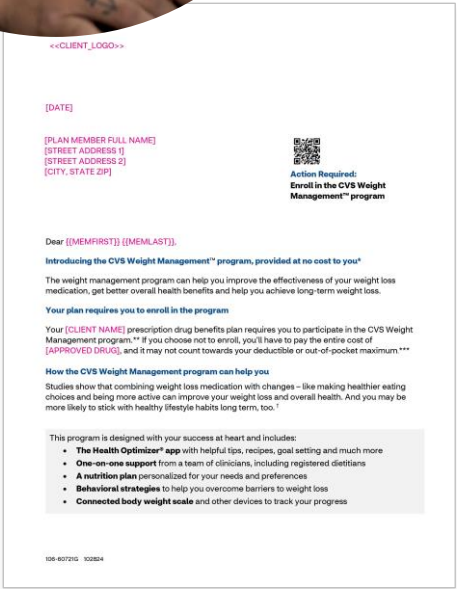 <<CLIENT_LOGO>>
[DATE]
[PLAN MEMBER FULL NAME]
[STREET ADDRESS 1]
[STREET ADDRESS 2]
[CITY, STATE ZIP]
Action Required:
Enroll in the CVS Weight
Management™ program
Dear {{MEMFIRST}} {{MEMLAST}},
Introducing the CVS Weight Management™ program, provided at no cost to you*
The weight management program can help you improve the effectiveness of your weight loss
medication, get better overall health benefits and help you achieve long-term weight loss.
Your plan requires you to enroll in the program
Your [CLIENT NAME] prescription drug benefits plan requires you to participate in the CVS Weight
Management program.** If you choose not to enroll, you'll have to pay the entire cost of
[APPROVED DRUG], and it may not count towards your deductible or out-of-pocket maximum.***
How the CVS Weight Management program can help you
Studies show that combining weight loss medication with changes – like making healthier eating
choices and being more active can improve your weight loss and overall health. And you may be
more likely to stick with healthy lifestyle habits long term, too. †
This program is designed with your success at heart and includes:
• The Health Optimizer® app with helpful tips, recipes, goal setting and much more
• One-on-one support from a team of clinicians, including registered dietitians
• A nutrition plan personalized for your needs and preferences
• Behavioral strategies to help you overcome barriers to weight loss
• Connected body weight scale and other devices to track your progress
106-60721G 102824